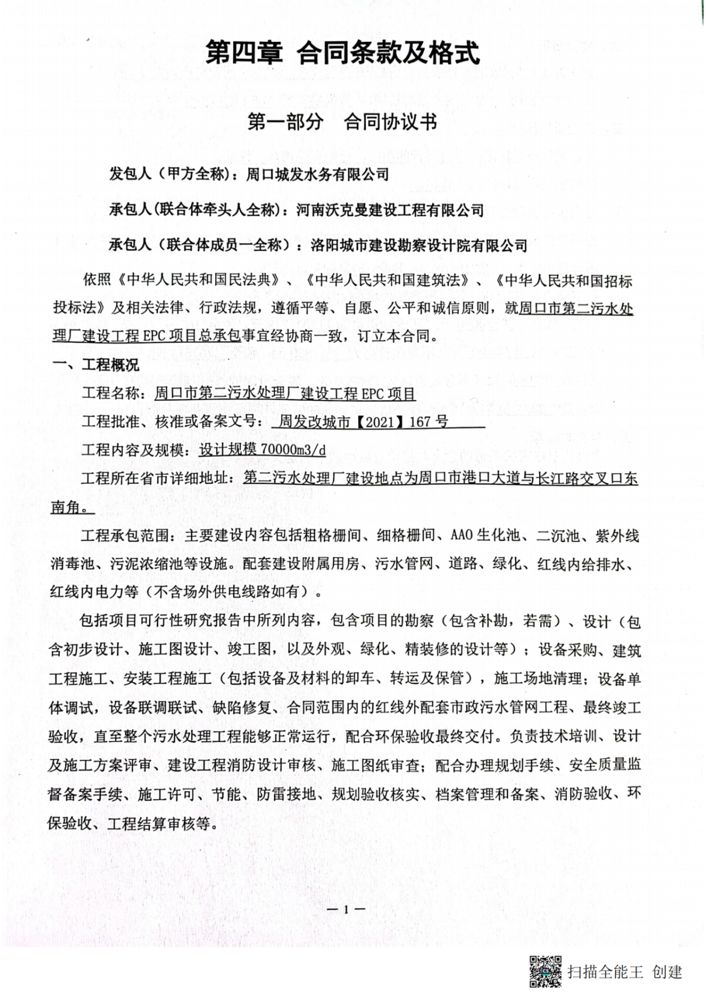 第四章 合同条款及格式
第一部分 合同协议书
发包人（甲方全称）：周口城发水务有限公司
承包人(联合体牵头人全称)：河南沃克曼建设工程有限公司
承包人（联合体成员一全称）：洛阳城市建设勘察设计院有限公司
依照《中华人民共和国民法典》、《中华人民共和国建筑法》、《中华人民共和国招标
投标法》及相关法律、行政法规，遵循平等、自愿、公平和诚信原则，就周口市第二污水处
理厂建设工程 EPC 项目总承包事宜经协商一致，订立本合同。
一、工程概况
工程名称：周口市第二污水处理厂建设工程 EPC 项目
工程批准、核准或备案文号： 周发改城市【2021】167 号
工程内容及规模：设计规模 70000m3/d
工程所在省市详细地址：第二污水处理厂建设地点为周口市港口大道与长江路交叉口东
南角。
工程承包范围：主要建设内容包括粗格栅间、细格栅间、AAO 生化池、二沉池、紫外线
消毒池、污泥浓缩池等设施。配套建设附属用房、污水管网、道路、绿化、红线内给排水、
红线内电力等（不含场外供电线路如有）。
包括项目可行性研究报告中所列内容，包含项目的勘察（包含补勘，若需）、设计（包
含初步设计、施工图设计、竣工图，以及外观、绿化、精装修的设计等）；设备采购、建筑
工程施工、安装工程施工（包括设备及材料的卸车、转运及保管），施工场地清理；设备单
体调试，设备联调联试、缺陷修复、合同范围内的红线外配套市政污水管网工程、最终竣工
验收，直至整个污水处理工程能够正常运行，配合环保验收最终交付。负责技术培训、设计
及施工方案评审、建设工程消防设计审核、施工图纸审查；配合办理规划手续、安全质量监
督备案手续、施工许可、节能、防雷接地、规划验收核实、档案管理和备案、消防验收、环
保验收、工程结算审核等。
— 1 —
扫描全能王 创建